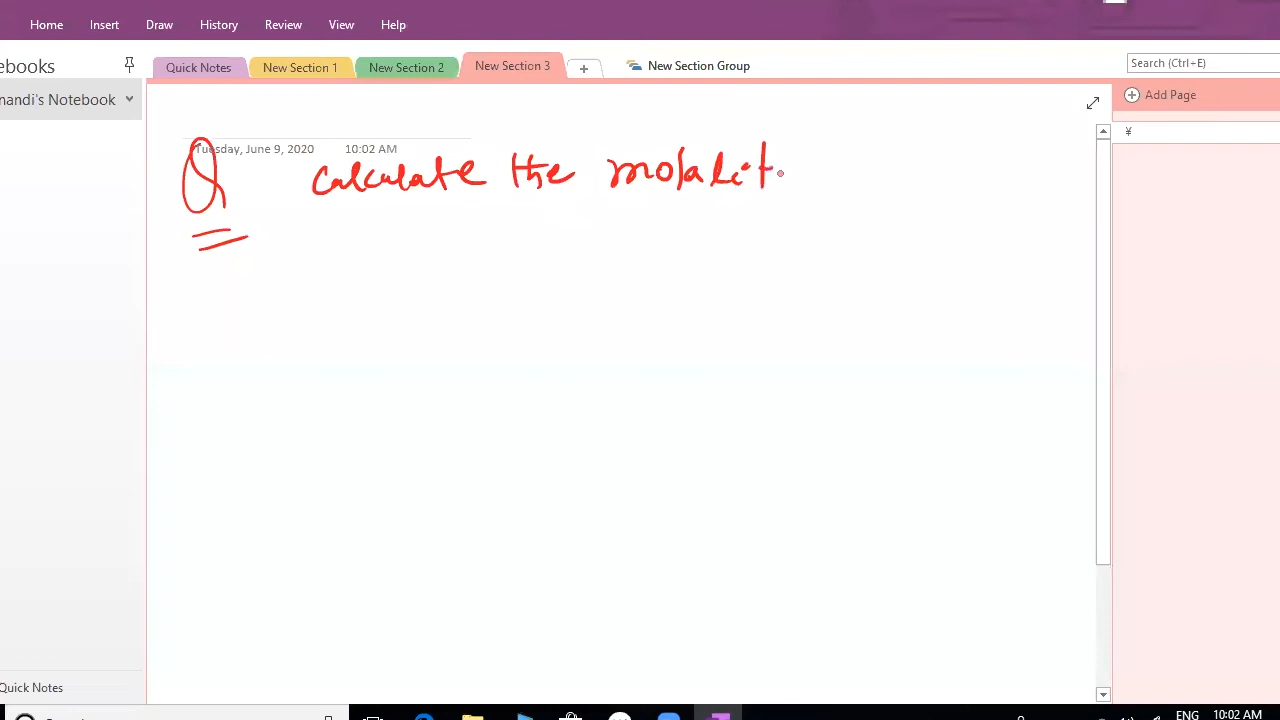 Home Insert Draw History Review View Help
ebooks Quick Notes New Section 1 New Section 2 New Section 3 + New Section Group Search (Ctrl+E)
nandi's Notebook Add Page
¥
Tuesday, June 9, 2020 10:02 AM
Q calculate the molalit
Quick Notes
ENG 10:02 AM